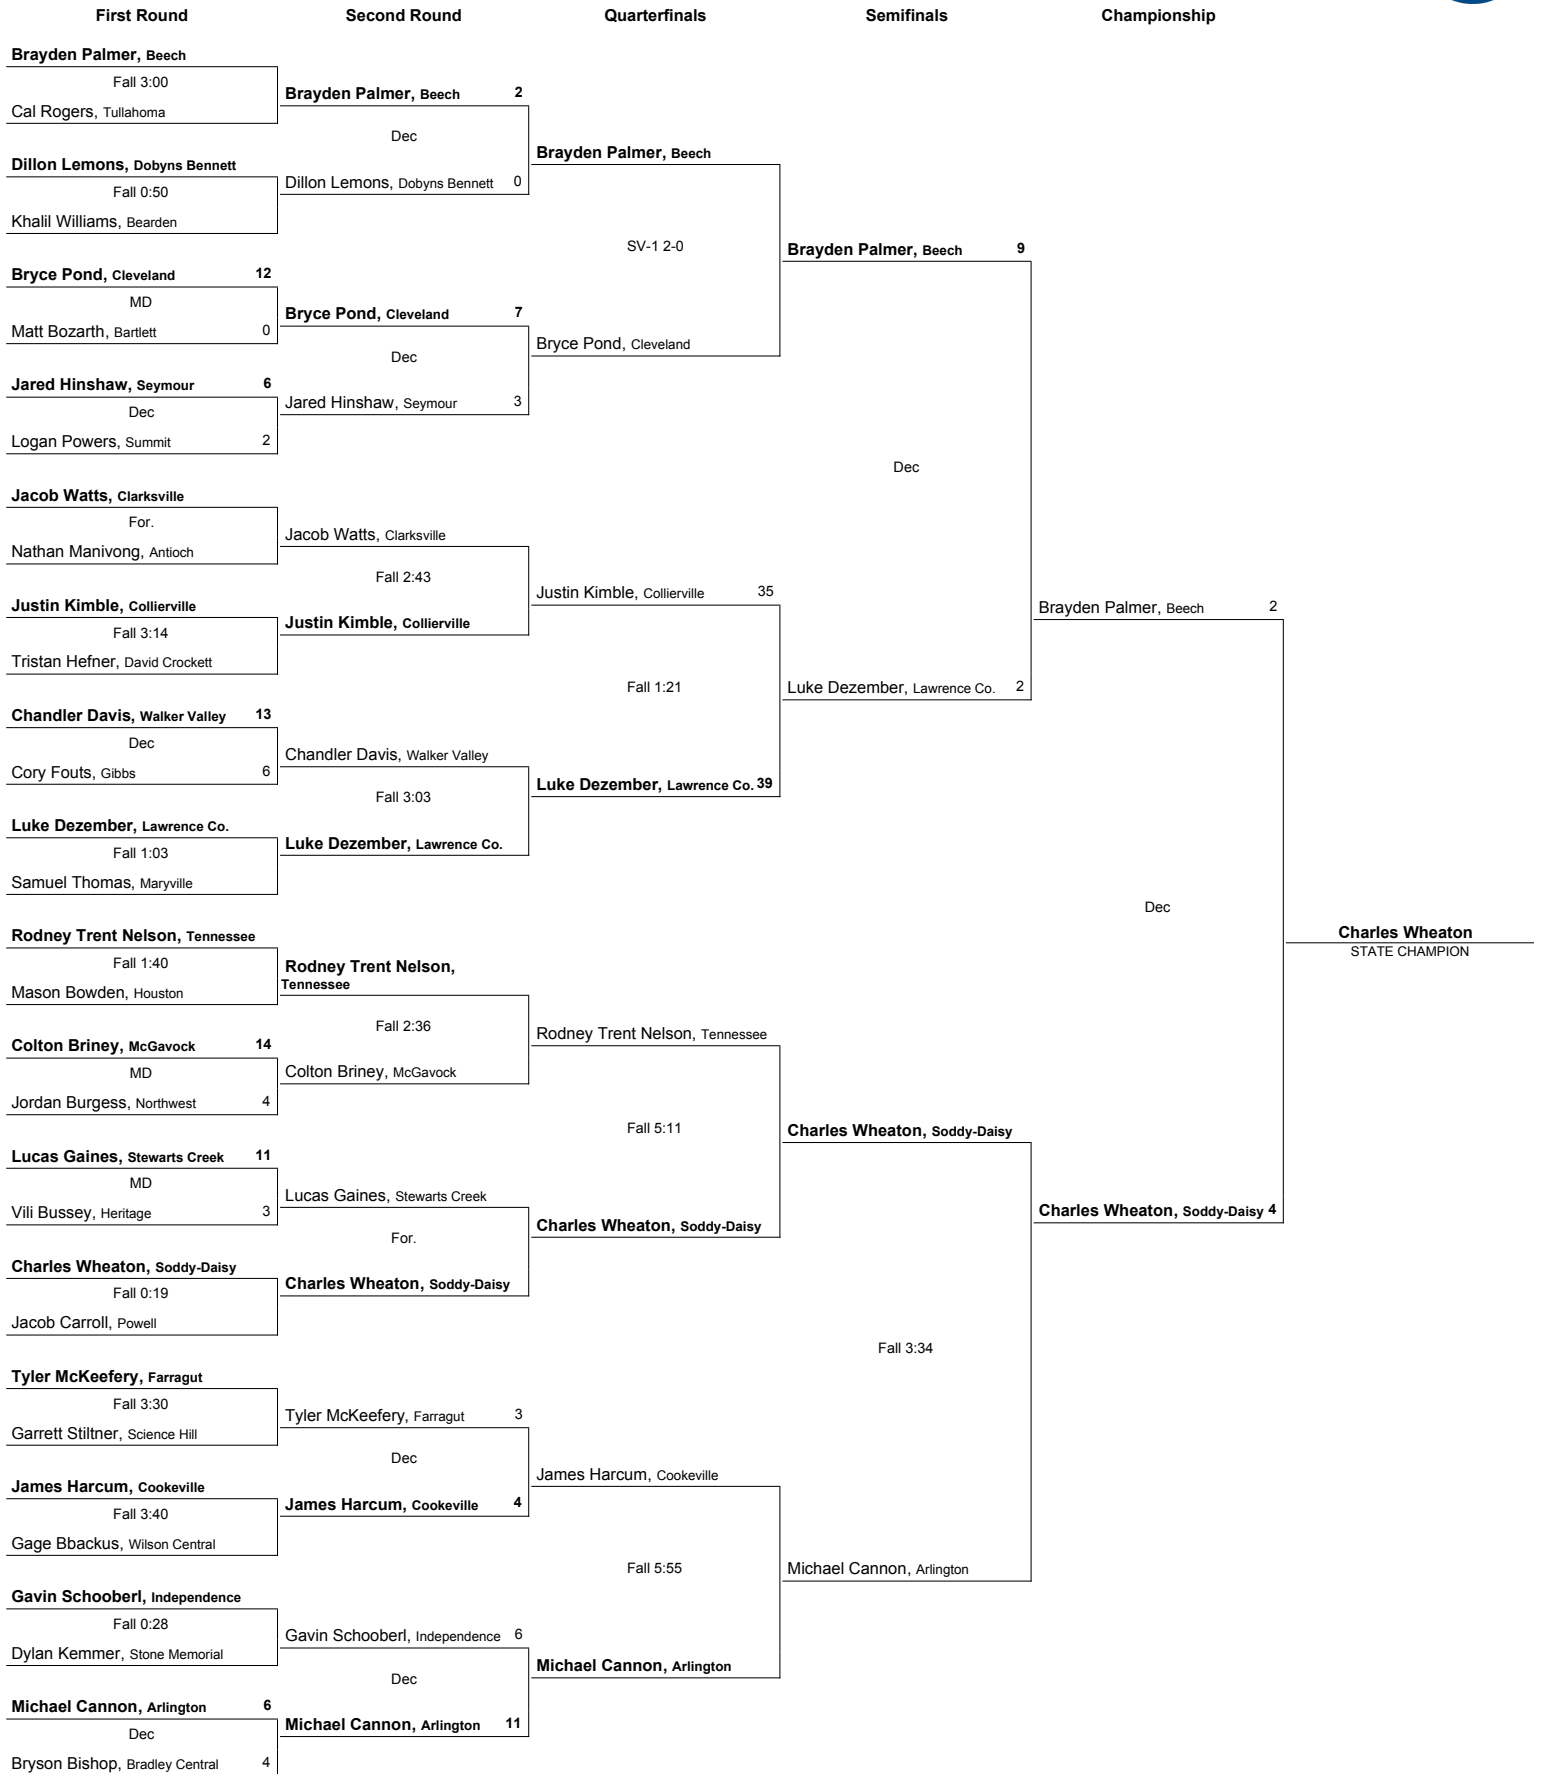 First Round Second Round Quarterfinals Semifinals Championship
Brayden Palmer, Beech
Fall 3:00
Cal Rogers, Tullahoma
Dillon Lemons, Dobyns Bennett
Fall 0:50
Khalil Williams, Bearden
Bryce Pond, Cleveland 12
MD
Matt Bozarth, Bartlett 0
Jared Hinshaw, Seymour 6
Dec
Logan Powers, Summit 2
Jacob Watts, Clarksville
For.
Nathan Manivong, Antioch
Justin Kimble, Collierville
Fall 3:14
Tristan Hefner, David Crockett
Chandler Davis, Walker Valley 13
Dec
Cory Fouts, Gibbs 6
Luke Dezember, Lawrence Co.
Fall 1:03
Samuel Thomas, Maryville
Rodney Trent Nelson, Tennessee
Fall 1:40
Mason Bowden, Houston
Colton Briney, McGavock 14
MD
Jordan Burgess, Northwest 4
Lucas Gaines, Stewarts Creek 11
MD
Vili Bussey, Heritage 3
Charles Wheaton, Soddy-Daisy
Fall 0:19
Jacob Carroll, Powell
Tyler McKeefery, Farragut
Fall 3:30
Garrett Stiltner, Science Hill
James Harcum, Cookeville
Fall 3:40
Gage Bbackus, Wilson Central
Gavin Schooberl, Independence
Fall 0:28
Dylan Kemmer, Stone Memorial
Michael Cannon, Arlington 6
Dec
Bryson Bishop, Bradley Central 4
Brayden Palmer, Beech 2
Dec
Dillon Lemons, Dobyns Bennett 0
Bryce Pond, Cleveland 7
Dec
Jared Hinshaw, Seymour 3
Jacob Watts, Clarksville
Fall 2:43
Justin Kimble, Collierville
Chandler Davis, Walker Valley
Fall 3:03
Luke Dezember, Lawrence Co.
Rodney Trent Nelson,
Tennessee
Fall 2:36
Colton Briney, McGavock
Lucas Gaines, Stewarts Creek
For.
Charles Wheaton, Soddy-Daisy
Tyler McKeefery, Farragut 3
Dec
James Harcum, Cookeville 4
Gavin Schooberl, Independence 6
Dec
Michael Cannon, Arlington 11
Brayden Palmer, Beech
SV-1 2-0
Bryce Pond, Cleveland
Justin Kimble, Collierville 35
Fall 1:21
Luke Dezember, Lawrence Co. 39
Rodney Trent Nelson, Tennessee
Fall 5:11
Charles Wheaton, Soddy-Daisy
James Harcum, Cookeville
Fall 5:55
Michael Cannon, Arlington
Brayden Palmer, Beech 9
Dec
Luke Dezember, Lawrence Co. 2
Charles Wheaton, Soddy-Daisy
Fall 3:34
Michael Cannon, Arlington
Brayden Palmer, Beech 2
Dec
Charles Wheaton, Soddy-Daisy 4
Charles Wheaton
STATE CHAMPION